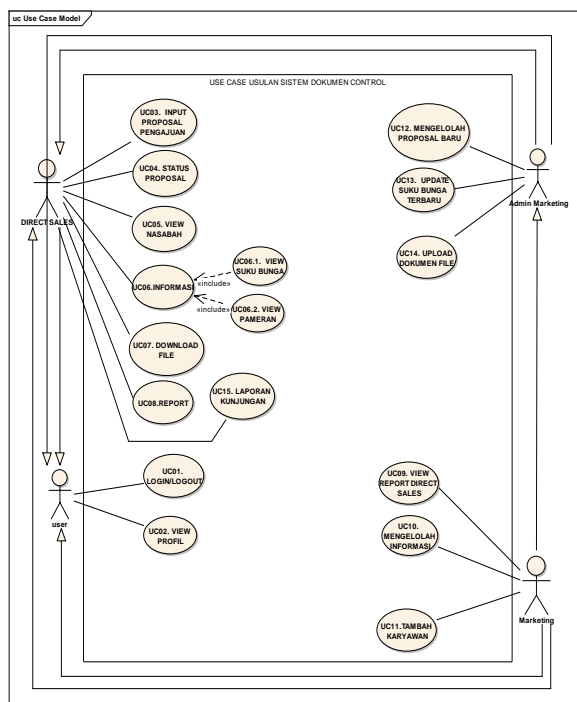 uc Use Case Model
USE CASE USULAN SISTEM DOKUMEN CONTROL
UC03. INPUT
PROPOSAL
PENGAJUAN
UC04. STATUS
PROPOSAL
UC05. VIEW
NASABAH
UC06.INFORMASI
UC06.1. VIEW
SUKU BUNGA
«include»
«include»
UC06.2. VIEW
PAMERAN
UC07. DOWNLOAD
FILE
UC08.REPORT
UC15. LAPORAN
KUNJUNGAN
DIRECT SALES
UC12. MENGELOLAH
PROPOSAL BARU
UC13. UPDATE
SUKU BUNGA
TERBARU
UC14. UPLOAD
DOKUMEN FILE
Admin Marketing
UC01.
LOGIN/LOGOUT
UC02. VIEW
PROFIL
user
UC09. VIEW
REPORT DIRECT
SALES
UC10.
MENGELOLAH
INFORMASI
UC11.TAMBAH
KARYAWAN
Marketing